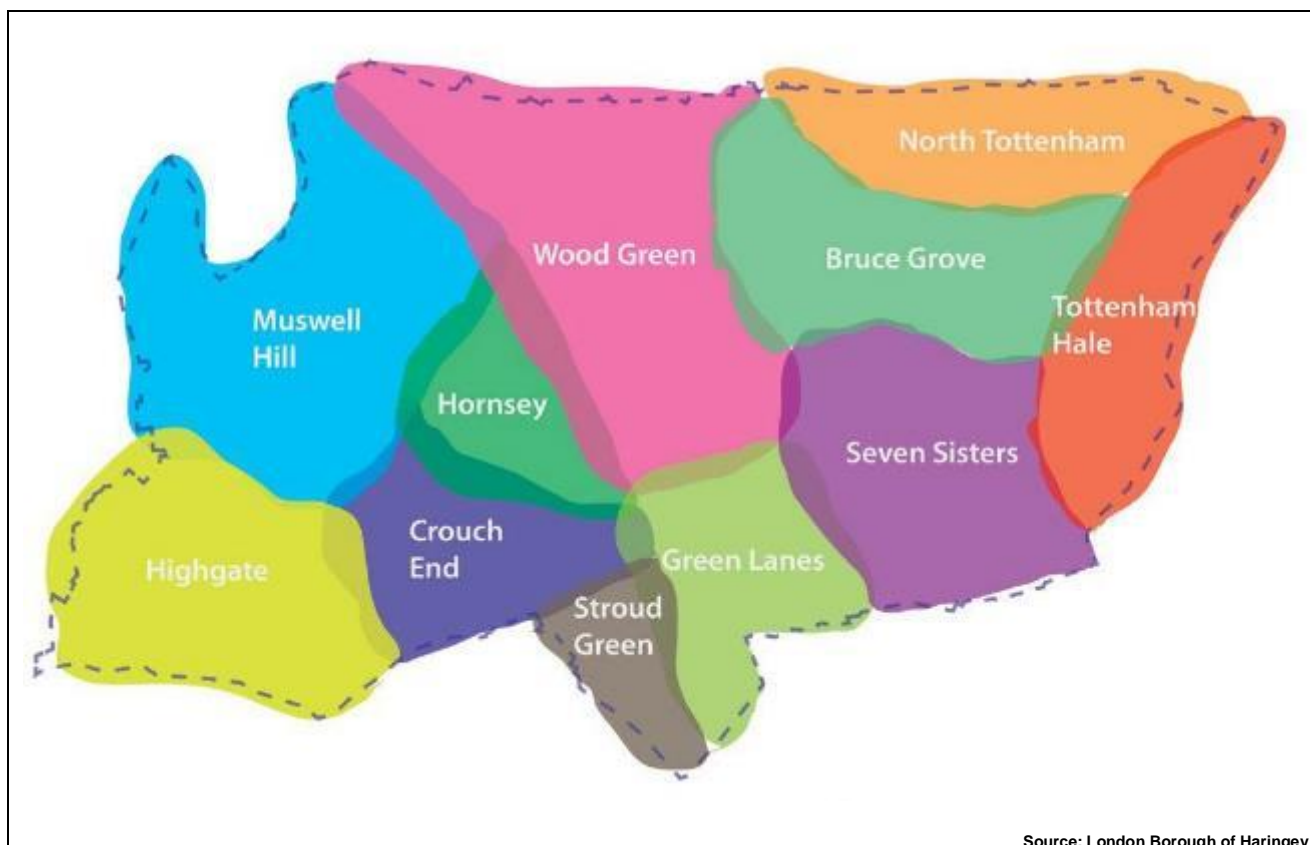 North Tottenham
Wood Green
Bruce Grove
Muswell
Hill
Tottenham
Hale
Hornsey
Seven Sisters
Crouch
End
Green Lanes
Highgate
Stroud
Green
Source: London Borough of Haringey